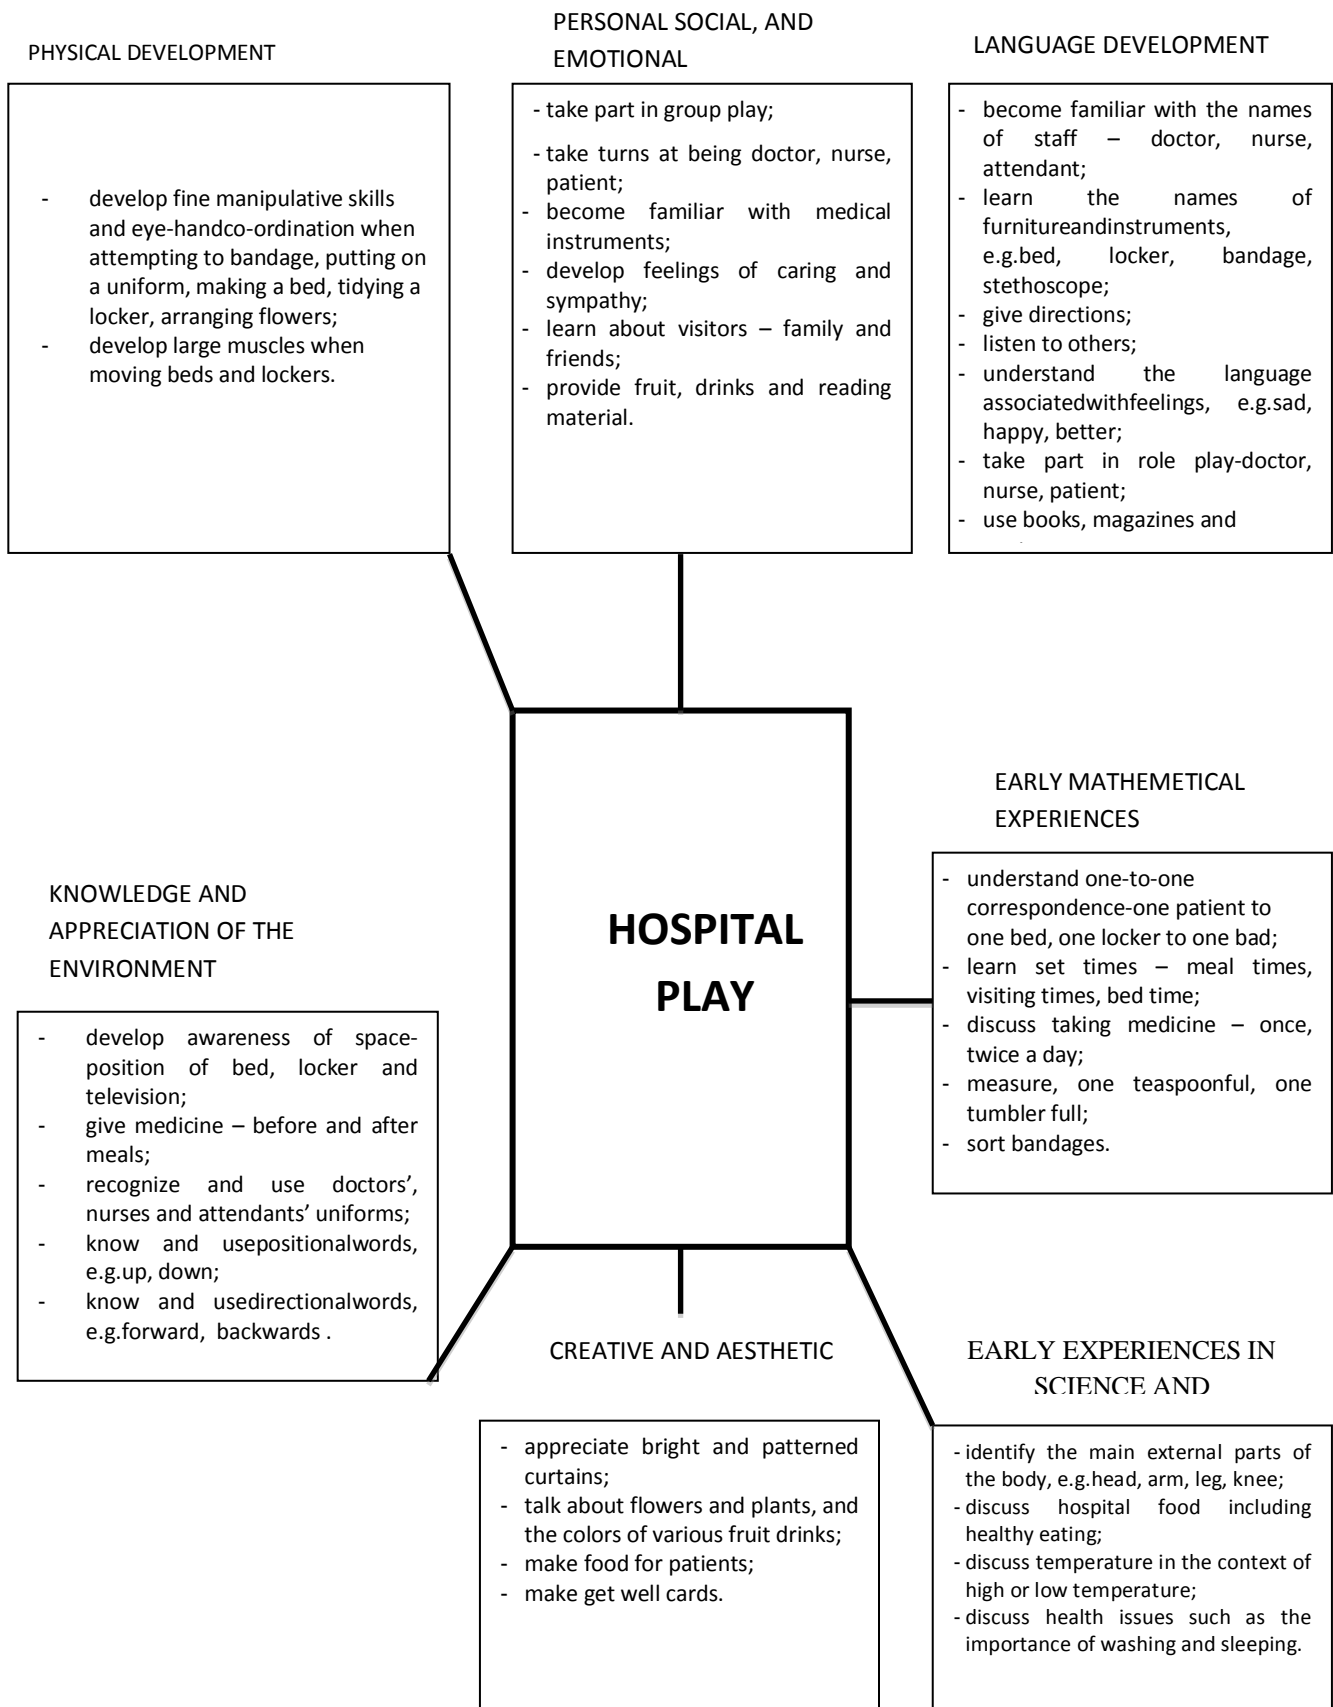 PHYSICAL DEVELOPMENT
- develop fine manipulative skills
and eye-handco-ordination when
attempting to bandage, putting on
a uniform, making a bed, tidying a
locker, arranging flowers;
- develop large muscles when
moving beds and lockers.
PERSONAL SOCIAL, AND
EMOTIONAL
- take part in group play;
- take turns at being doctor, nurse,
patient;
- become familiar with medical
instruments;
- develop feelings of caring and
sympathy;
- learn about visitors – family and
friends;
- provide fruit, drinks and reading
material.
LANGUAGE DEVELOPMENT
- become familiar with the names
of staff – doctor, nurse,
attendant;
- learn the names of
furnitureandinstruments,
e.g.bed, locker, bandage,
stethoscope;
- give directions;
- listen to others;
- understand the language
associatedwithfeelings, e.g.sad,
happy, better;
- take part in role play-doctor,
nurse, patient;
- use books, magazines and
HOSPITAL
PLAY
EARLY MATHEMETICAL
EXPERIENCES
- understand one-to-one
correspondence-one patient to
one bed, one locker to one bad;
- learn set times – meal times,
visiting times, bed time;
- discuss taking medicine – once,
twice a day;
- measure, one teaspoonful, one
tumbler full;
- sort bandages.
KNOWLEDGE AND
APPRECIATION OF THE
ENVIRONMENT
- develop awareness of space-
position of bed, locker and
television;
- give medicine – before and after
meals;
- recognize and use doctors’,
nurses and attendants’ uniforms;
- know and usepositionalwords,
e.g.up, down;
- know and usedirectionalwords,
e.g.forward, backwards .
CREATIVE AND AESTHETIC
- appreciate bright and patterned
curtains;
- talk about flowers and plants, and
the colors of various fruit drinks;
- make food for patients;
- make get well cards.
EARLY EXPERIENCES IN
SCIENCE AND
- identify the main external parts of
the body, e.g.head, arm, leg, knee;
- discuss hospital food including
healthy eating;
- discuss temperature in the context of
high or low temperature;
- discuss health issues such as the
importance of washing and sleeping.